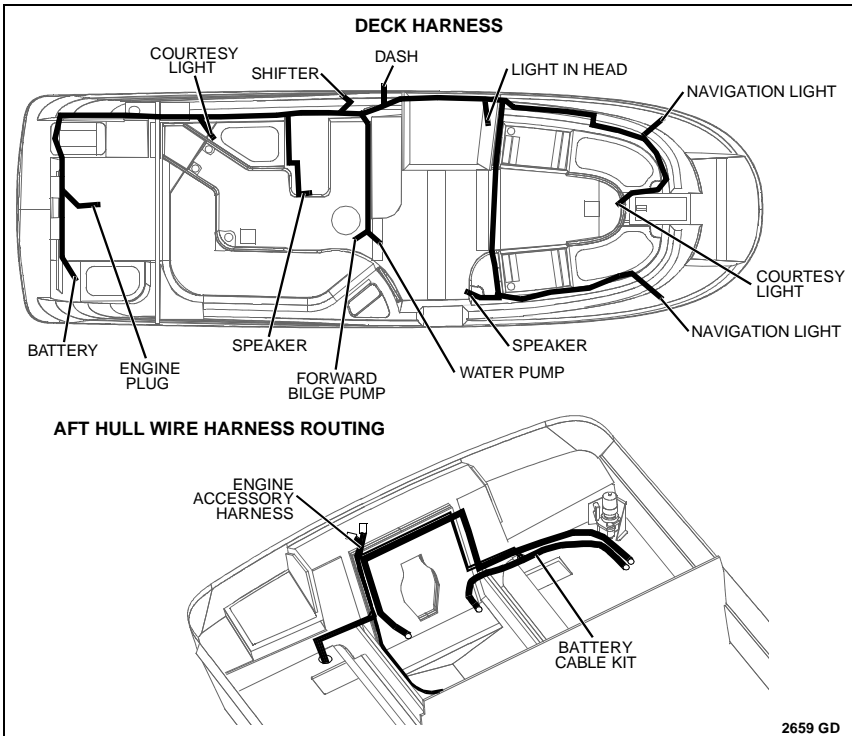 DECK HARNESS
COURTESY
LIGHT
SHIFTER
DASH
LIGHT IN HEAD
NAVIGATION LIGHT
BATTERY
ENGINE
PLUG
SPEAKER
FORWARD
BILGE PUMP
WATER PUMP
SPEAKER
COURTESY
LIGHT
NAVIGATION LIGHT
AFT HULL WIRE HARNESS ROUTING
ENGINE
ACCESSORY
HARNESS
BATTERY
CABLE KIT
2659 GD